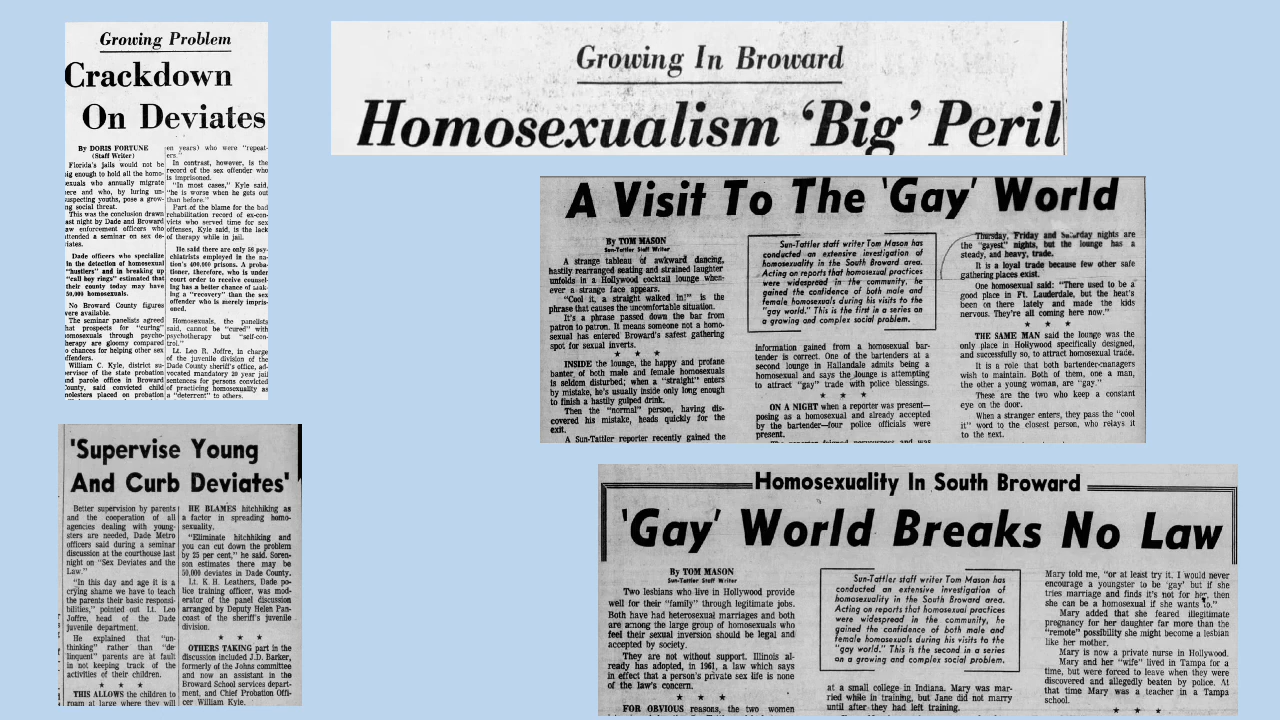 Growing Problem
Crackdown
On Deviates
By DORIS FORTUNE
(Staff Writer)
Florida's jails would not be
ig enough to hold all the homo-
exuals who annually migrate
ere and who, by luring un-
uspecting youths, pose a grow-
ng social threat.
This was the conclusion drawn
ast night by Dade and Broward
aw enforcement officers who
ttended a seminar on sex de-
iates.
Dade officers who specialize
in the detection of homosexual
"hustlers" and in breaking up
"call boy rings" estimated that
their county today may have
50,000 homosexuals.
No Broward County figures
vere available.
The seminar panelists agreed
hat prospects for "curing"
omosexuals through psycho-
herapy are gloomy compared
o chances for helping other sex
ffenders.
William C. Kyle, district su-
ervisor of the state probation
nd parole office in Broward
ounty, said convicted child
nolesters placed on probation
en years) who were "repeat-
ers."
In contrast, however, is the
record of the sex offender who
is imprisoned.
"In most cases," Kyle said,
"he is worse when he gets out
than before."
Part of the blame for the bad
rehabilitation record of ex-con-
victs who served time for sex
offenses, Kyle said, is the lack
of therapy while in jail.
He said there are only 56 psy-
chiatrists employed in the na-
tion's 400,000 prisons. A proba-
tioner, therefore, who is under
court order to receive counsel-
ing has a better chance of mak-
ing a "recovery" than the sex
offender who is merely impris-
oned.
Homosexuals, the panelists
said, cannot be "cured" with
psychotherapy but "self-con-
trol."
Lt. Leo R. Joffre, in charge
of the juvenile division of the
Dade County sheriff's office, ad-
vocated mandatory 20 year jail
sentences for persons convicted
of practicing homosexuality as
a "deterrent" to others.
Growing In Broward
Homosexualism 'Big' Peril
A Visit To The 'Gay' World
By TOM MASON
Sun-Tattler Staff Writer
A strange tableau of awkward dancing,
hastily rearranged seating and strained laughter
unfolds in a Hollywood cocktail lounge when-
ever a strange face appears.
"Cool it, a straight walked in!" is the
phrase that causes the uncomfortable situation.
It's a phrase passed down the bar from
patron to patron. It means someone not a homo-
sexual has entered Broward's safest gathering
spot for sexual inverts.
★ ★ ★
INSIDE the lounge, the happy and profane
banter of both male and female homosexuals
is seldom disturbed; when a "straight" enters
by mistake, he's usually inside only long enough
to finish a hastily gulped drink.
Then the "normal" person, having dis-
covered his mistake, heads quickly for the
exit.
A Sun-Tattler reporter recently gained the
Sun-Tattler staff writer Tom Mason has
conducted an extensive investigation of
homosexuality in the South Broward area.
Acting on reports that homosexual practices
were widespread in the community, he
gained the confidence of both male and
female homosexuals during his visits to the
"gay world." This is the first in a series on
a growing and complex social problem.
information gained from a homosexual bar-
tender is correct. One of the bartenders at a
second lounge in Hallandale admits being a
homosexual and says the lounge is attempting
to attract "gay" trade with police blessings.
★ ★ ★
ON A NIGHT when a reporter was present—
posing as a homosexual and already accepted
by the bartender—four police officials were
present.
Thursday, Friday and Saturday nights are
the "gayest" nights, but the lounge has a
steady, and heavy, trade.
It is a loyal trade because few other safe
gathering places exist.
One homosexual said: "There used to be a
good place in Ft. Lauderdale, but the heat's
been on there lately and made the kids
nervous. They're all coming here now."
★ ★ ★
THE SAME MAN said the lounge was the
only place in Hollywood specifically designed,
and successfully so, to attract homosexual trade.
It is a role that both bartender-managers
wish to maintain. Both of them, one a man,
the other a young woman, are "gay."
These are the two who keep a constant
eye on the door.
When a stranger enters, they pass the "cool
it" word to the closest person, who relays it
to the next.
'Supervise Young
And Curb Deviates'
Better supervision by parents
and the cooperation of all
agencies dealing with young-
sters are needed, Dade Metro
officers said during a seminar
discussion at the courthouse last
night on "Sex Deviates and the
Law."
"In this day and age it is a
crying shame we have to teach
the parents their basic responsi-
bilities," pointed out Lt. Leo
Joffre, head of the Dade
juvenile department.
He explained that "un-
thinking" rather than "de-
linquent" parents are at fault
in not keeping track of the
activities of their children.
★ ★ ★
THIS ALLOWS the children to
roam at large where they will
HE BLAMES hitchhiking as
a factor in spreading homo-
sexuality.
"Eliminate hitchhiking and
you can cut down the problem
by 25 per cent," he said. Soren-
son estimates there may be
50,000 deviates in Dade County.
Lt. K. H. Leathers, Dade po-
lice training officer, was mod-
erator of the panel discussion
arranged by Deputy Helen Pan-
coast of the sheriff's juvenile
division.
★ ★ ★
OTHERS TAKING part in the
discussion included J.D. Barker,
formerly of the Johns committee
and now an assistant in the
Broward School services depart-
ment, and Chief Probation Offi-
cer William Kyle.
Homosexuality In South Broward
'Gay' World Breaks No Law
By TOM MASON
Sun-Tattler Staff Writer
Two lesbians who live in Hollywood provide
well for their "family" through legitimate jobs.
Both have had heterosexual marriages and both
are among the large group of homosexuals who
feel their sexual inversion should be legal and
accepted by society.
They are not without support. Illinois al-
ready has adopted, in 1961, a law which says
in effect that a person's private sex life is none
of the law's concern.
★ ★ ★
FOR OBVIOUS reasons, the two women
Sun-Tattler staff writer Tom Mason has
conducted an extensive investigation of
homosexuality in the South Broward area.
Acting on reports that homosexual practices
were widespread in the community, he
gained the confidence of both male and
female homosexuals during his visits to the
"gay world." This is the second in a series
on a growing and complex social problem.
at a small college in Indiana. Mary was mar-
ried while in training, but Jane did not marry
until after they had left training.
Mary told me, "or at least try it. I would never
encourage a youngster to be 'gay' but if she
tries marriage and finds it's not for her, then
she can be a homosexual if she wants to."
Mary added that she feared illegitimate
pregnancy for her daughter far more than the
"remote" possibility she might become a lesbian
like her mother.
Mary is now a private nurse in Hollywood.
Mary and her "wife" lived in Tampa for a
time, but were forced to leave when they were
discovered and allegedly beaten by police. At
that time Mary was a teacher in a Tampa
school.
★ ★ ★